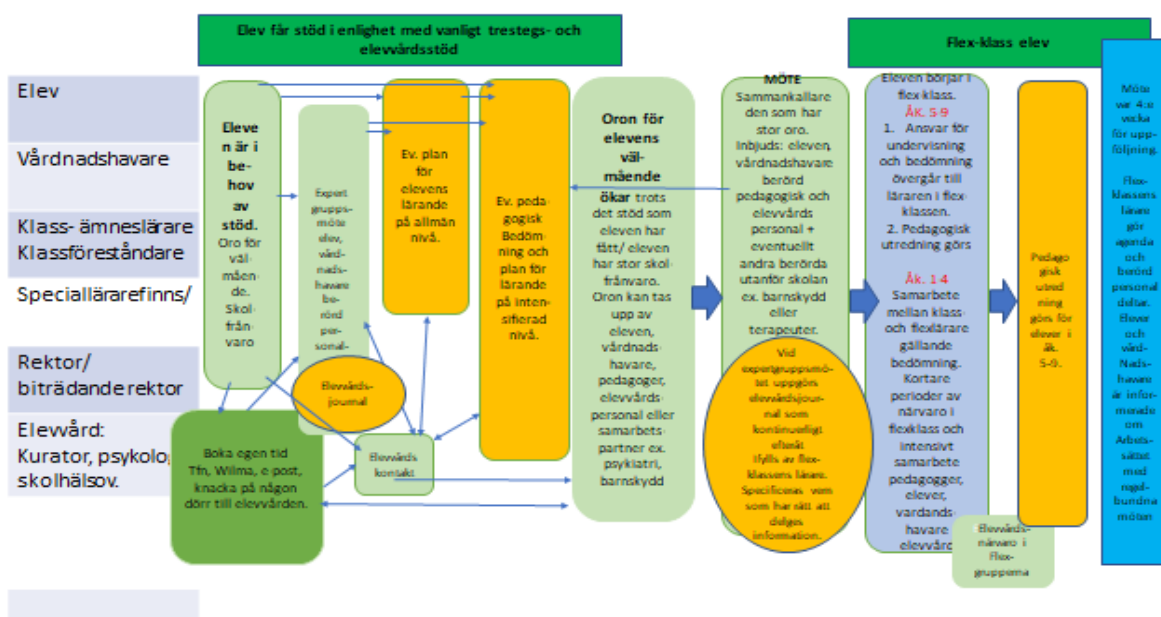 Elev får stöd i enlighet med vanligt trestegs- och
elevvårdsstöd
Flex-klass elev
Elev
Vårdnadshavare
Klass- ämneslärare
Klassföreståndare
Speciallärarefinns/
Rektor/
biträdande rektor
Elevvård:
Kurator, psykolog
skolhälsov.
Eleve
n är i
be-
hov
av
stöd.
Oro för
väl-
måen-
de.
Skol-
från-
varo
Expert
grupps-
möte
elev,
vård-
nads-
havare
be-
rörd
per-
sonal-
Elevvårds-
journal
Boka egen tid
Tfn, Wilma, e-post,
knacka på någon
dörr till elevvården.
Elevvårds
kontakt
Ev. plan
för
elevens
lärande
på allmän
nivå.
Ev. peda-
gogisk
Bedöm-
ning och
plan för
lärande
på inten-
sifierad
nivå.
Oron för
elevens
väl-
mående
ökar trots
det stöd som
eleven har
fått/ eleven
har stor skol-
frånvaro.
Oron kan tas
upp av
eleven,
vårdnads-
havare,
pedagoger,
elevvårds-
personal eller
samarbets-
partner ex.
psykiatri,
barnskydd
MÖTE
Sammankallare
den som har
stor oro.
Inbjuds: eleven,
vårdnadshavare
berörd
pedagogisk och
elevvårds
personal +
eventuellt
andra berörda
utanför skolan
ex. barnskydd
eller
terapeuter.
Vid
expertgruppsmö-
tet uppgörs
elevvårdsjour-
nal som
kontinuerligt
efteråt
ifylls av flex-
klassens lärare.
Specificeras vem
som har rätt att
delges
information.
Eleven börjar i
flex-klass.
ÅK. 5-9
1. Ansvar för
undervisning
och bedömning
övergår till
läraren i flex-
klassen.
2. Pedagogisk
utredning görs
Åk. 1-4
Samarbete
mellan klass-
och flexlärare
gällande
bedömning.
Kortare
perioder av
närvaro i
flexklass och
intensivt
samarbete
pedagogger,
elever,
vardands-
havare
elevvård
Elevvårds-
närvaro i
Flex-
grupperna
Pedago
gisk
utred
ning
görs för
elever i
åk.
5-9.
Möte
var 4:e
vecka
för upp-
följning.
Flex-
klassens
lärare
gör
agenda
och
berörd
personal
deltar.
Elever
och
vård-
Nads-
havare
är infor-
merade
om
Arbets-
sättet
med
regel-
bundna
möten